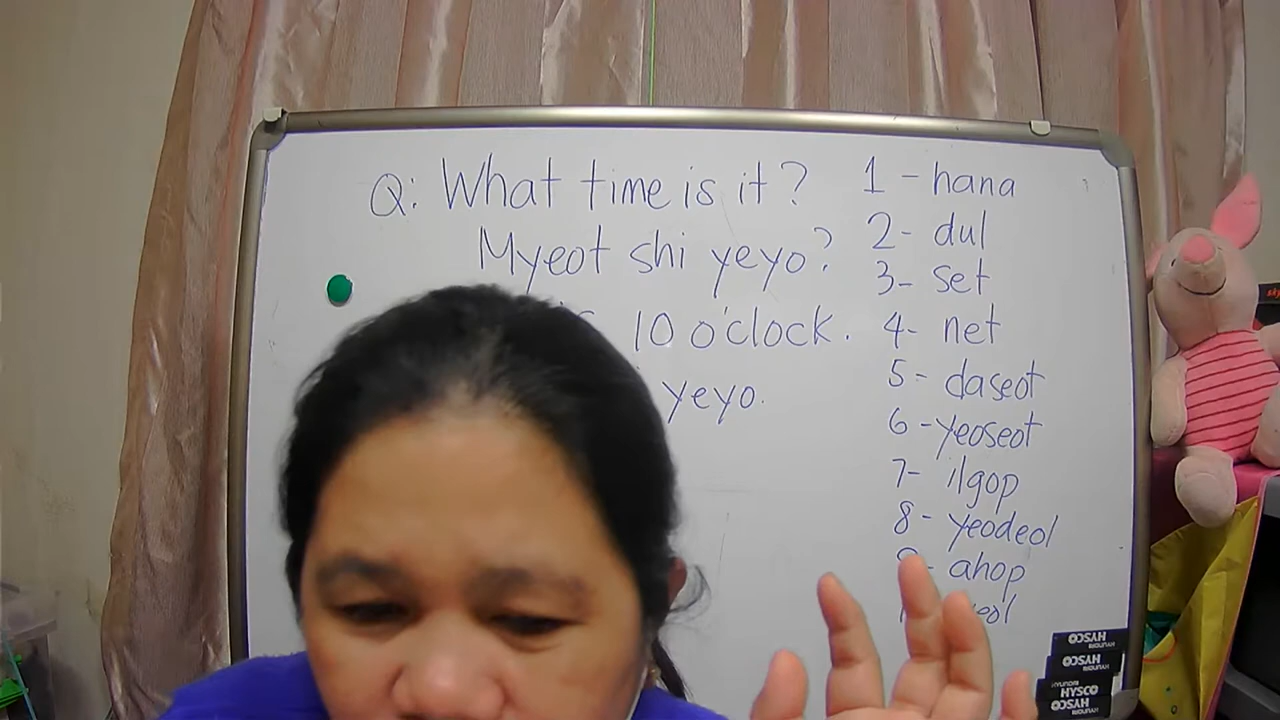 Q: What time is it?
Myeot shi yeyo?
10 o'clock.
yeyo.
1 - hana
2 - dul
3 - set
4 - net
5 - daseot
6 - yeoseot
7 - ilgop
8 - yeodeol
- ahop
HYSCO
HYSCO
HYSCO
HYSCO